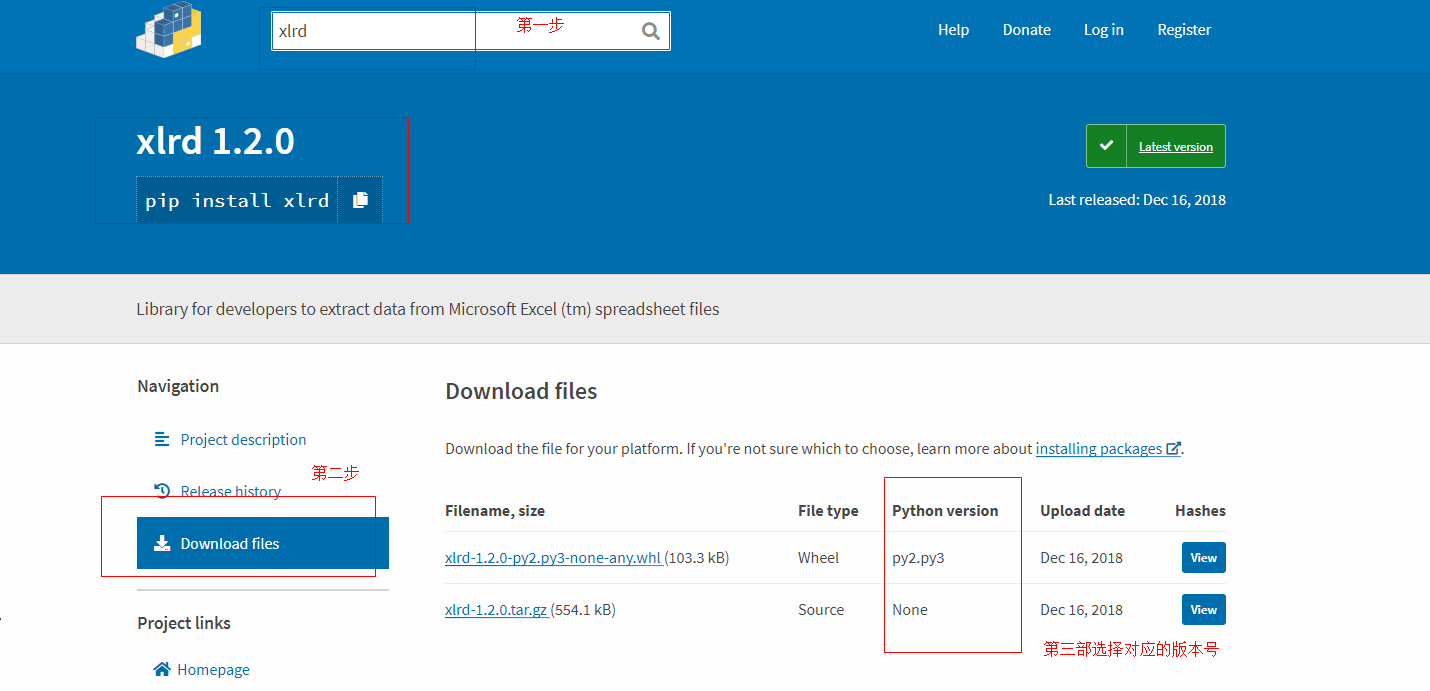 xlrd
第一步
Help
Donate
Log in
Register
xlrd 1.2.0
pip install xlrd
Latest version
Last released: Dec 16, 2018
Library for developers to extract data from Microsoft Excel (tm) spreadsheet files
Navigation
Project description
第二步
Release history
Download files
Project links
Homepage
Download files
Download the file for your platform. If you're not sure which to choose, learn more about installing packages.
Filename, size File type Python version Upload date Hashes
xlrd-1.2.0-py2.py3-none-any.whl (103.3 kB) Wheel py2.py3 Dec 16, 2018 View
xlrd-1.2.0.tar.gz (554.1 kB) Source None Dec 16, 2018 View
第三部选择对应的版本号